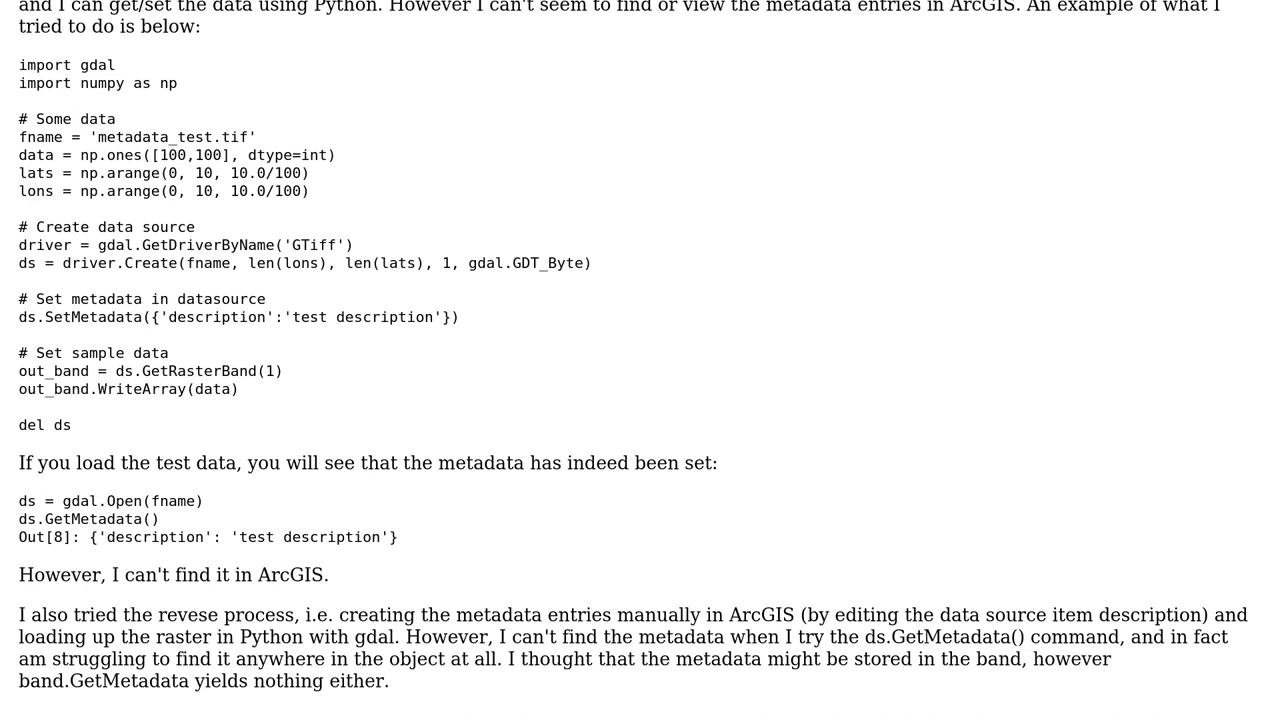 and I can get/set the data using Python. However I can't seem to find or view the metadata entries in ArcGIS. An example of what I
tried to do is below:
import gdal
import numpy as np
# Some data
fname = 'metadata_test.tif'
data = np.ones([100,100], dtype=int)
lats = np.arange(0, 10, 10.0/100)
lons = np.arange(0, 10, 10.0/100)
# Create data source
driver = gdal.GetDriverByName('GTiff')
ds = driver.Create(fname, len(lons), len(lats), 1, gdal.GDT_Byte)
# Set metadata in datasource
ds.SetMetadata({'description':'test description'})
# Set sample data
out_band = ds.GetRasterBand(1)
out_band.WriteArray(data)
del ds
If you load the test data, you will see that the metadata has indeed been set:
ds = gdal.Open(fname)
ds.GetMetadata()
Out[8]: {'description': 'test description'}
However, I can't find it in ArcGIS.
I also tried the revese process, i.e. creating the metadata entries manually in ArcGIS (by editing the data source item description) and
loading up the raster in Python with gdal. However, I can't find the metadata when I try the ds.GetMetadata() command, and in fact
am struggling to find it anywhere in the object at all. I thought that the metadata might be stored in the band, however
band.GetMetadata yields nothing either.